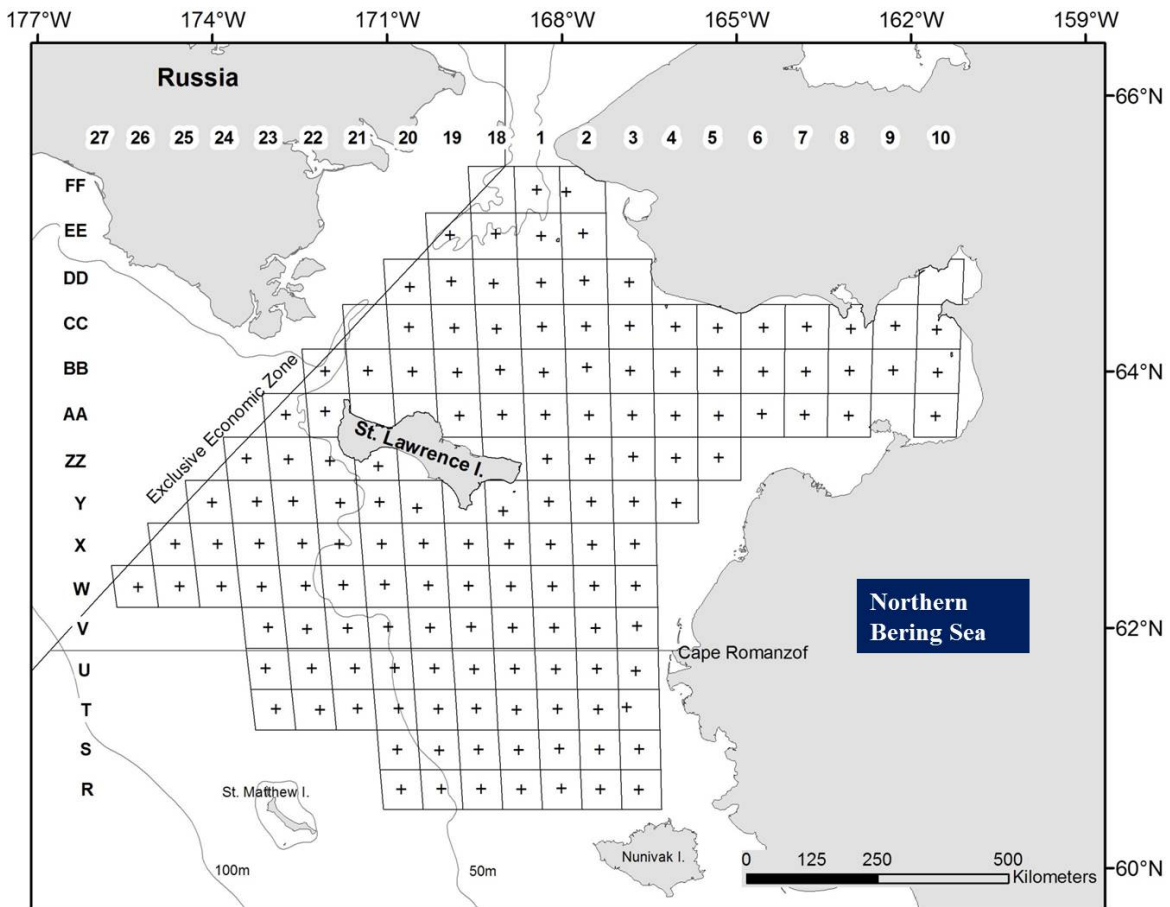 177°W 174°W 171°W 168°W 165°W 162°W 159°W
Russia
66°N
27 26 25 24 23 22 21 20 19 18 1 2 3 4 5 6 7 8 9 10
FF
EE
DD
CC
BB
64°N
Exclusive Economic Zone
AA
St. Lawrence I.
ZZ
Y
X
W
Northern
Bering Sea
V
62°N
Cape Romanzof
U
T
S
R
St. Matthew I.
Nunivak I.
0 125 250 500
Kilometers
60°N
100m
50m